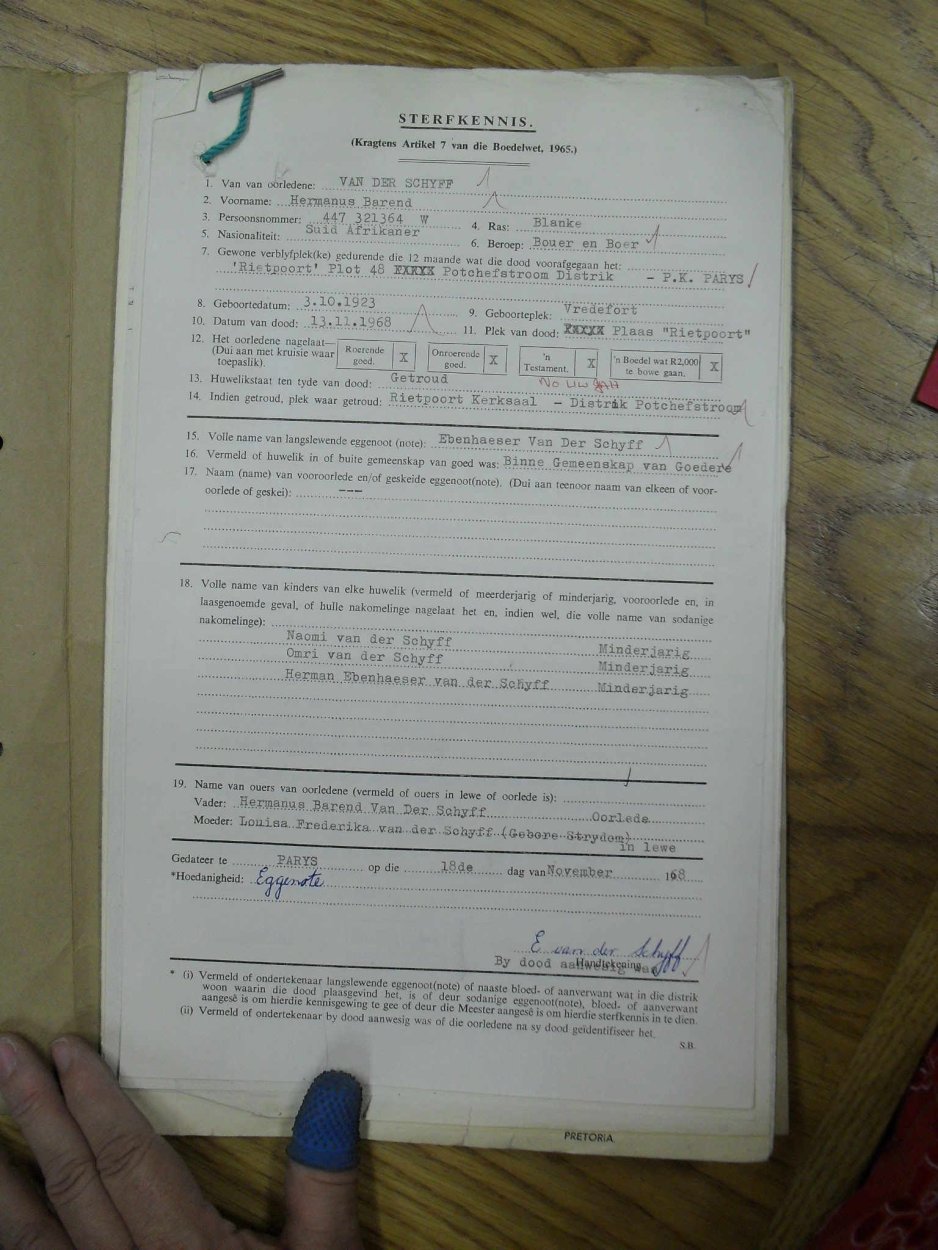 STERFKENNIS.
(Kragtens Artikel 7 van die Boedelwet, 1965.)
1. Van van oorledene: VAN DER SCHYFF
2. Voorname: Hermanus Barend
3. Persoonsnommer: 447 321364 W 4. Ras: Blanke
5. Nasionaliteit: Suid Afrikaner 6. Beroep: Bouer en Boer
7. Gewone verblyfplek(ke) gedurende die 12 maande wat die dood voorafgegaan het:
'Rietpoort' Plot 48 Potchefstroom Distrik - P.K. PARYS
8. Geboortedatum: 3.10.1923 9. Geboorteplek: Vredefort
10. Datum van dood: 13.11.1968 11. Plek van dood: Plaas "Rietpoort"
12. Het oorledene nagelaat—
(Dui aan met kruisie waar
toepaslik).
Roerende goed. X
Onroerende goed. X
'n Testament. X
'n Boedel wat R2,000 te bowe gaan. X
13. Huwelikstaat ten tyde van dood: Getroud
14. Indien getroud, plek waar getroud: Rietpoort Kerksaal - Distrik Potchefstroom
15. Volle name van langslewende eggenoot (note): Ebenhaeser Van Der Schyff
16. Vermeld of huwelik in of buite gemeenskap van goed was: Binne Gemeenskap van Goedere
17. Naam (name) van vooroorlede en/of geskeide eggenoot(note). (Dui aan teenoor naam van elkeen of voor-
oorlede of geskei): ---
18. Volle name van kinders van elke huwelik (vermeld of meerderjarig of minderjarig, vooroorlede en, in
laasgenoemde geval, of hulle nakomelinge nagelaat het en, indien wel, die volle name van sodanige
nakomelinge):
Naomi van der Schyff Minderjarig
Omri van der Schyff Minderjarig
Herman Ebenhaeser van der Schyff Minderjarig
19. Name van ouers van oorledene (vermeld of ouers in lewe of oorlede is):
Vader: Hermanus Barend Van Der Schyff Oorlede
Moeder: Louisa Frederika van der Schyff (Gebore Strydom)
in lewe
Gedateer te PARYS op die 18de dag van November 1968
*Hoedanigheid: Eggenote
E van der Schyff
Handtekening
By dood aanwesig was
* (i) Vermeld of ondertekenaar langslewende eggenoot(note) of naaste bloed- of aanverwant wat in die distrik
woon waarin die dood plaasgevind het, is of deur sodanige eggenoot(note), bloed- of aanverwant
aangesê is om hierdie kennisgewing te gee of deur die Meester aangesê is om hierdie sterfkennis in te dien.
(ii) Vermeld of ondertekenaar by dood aanwesig was of die oorledene na sy dood geïdentifiseer het.
S.B.
PRETORIA